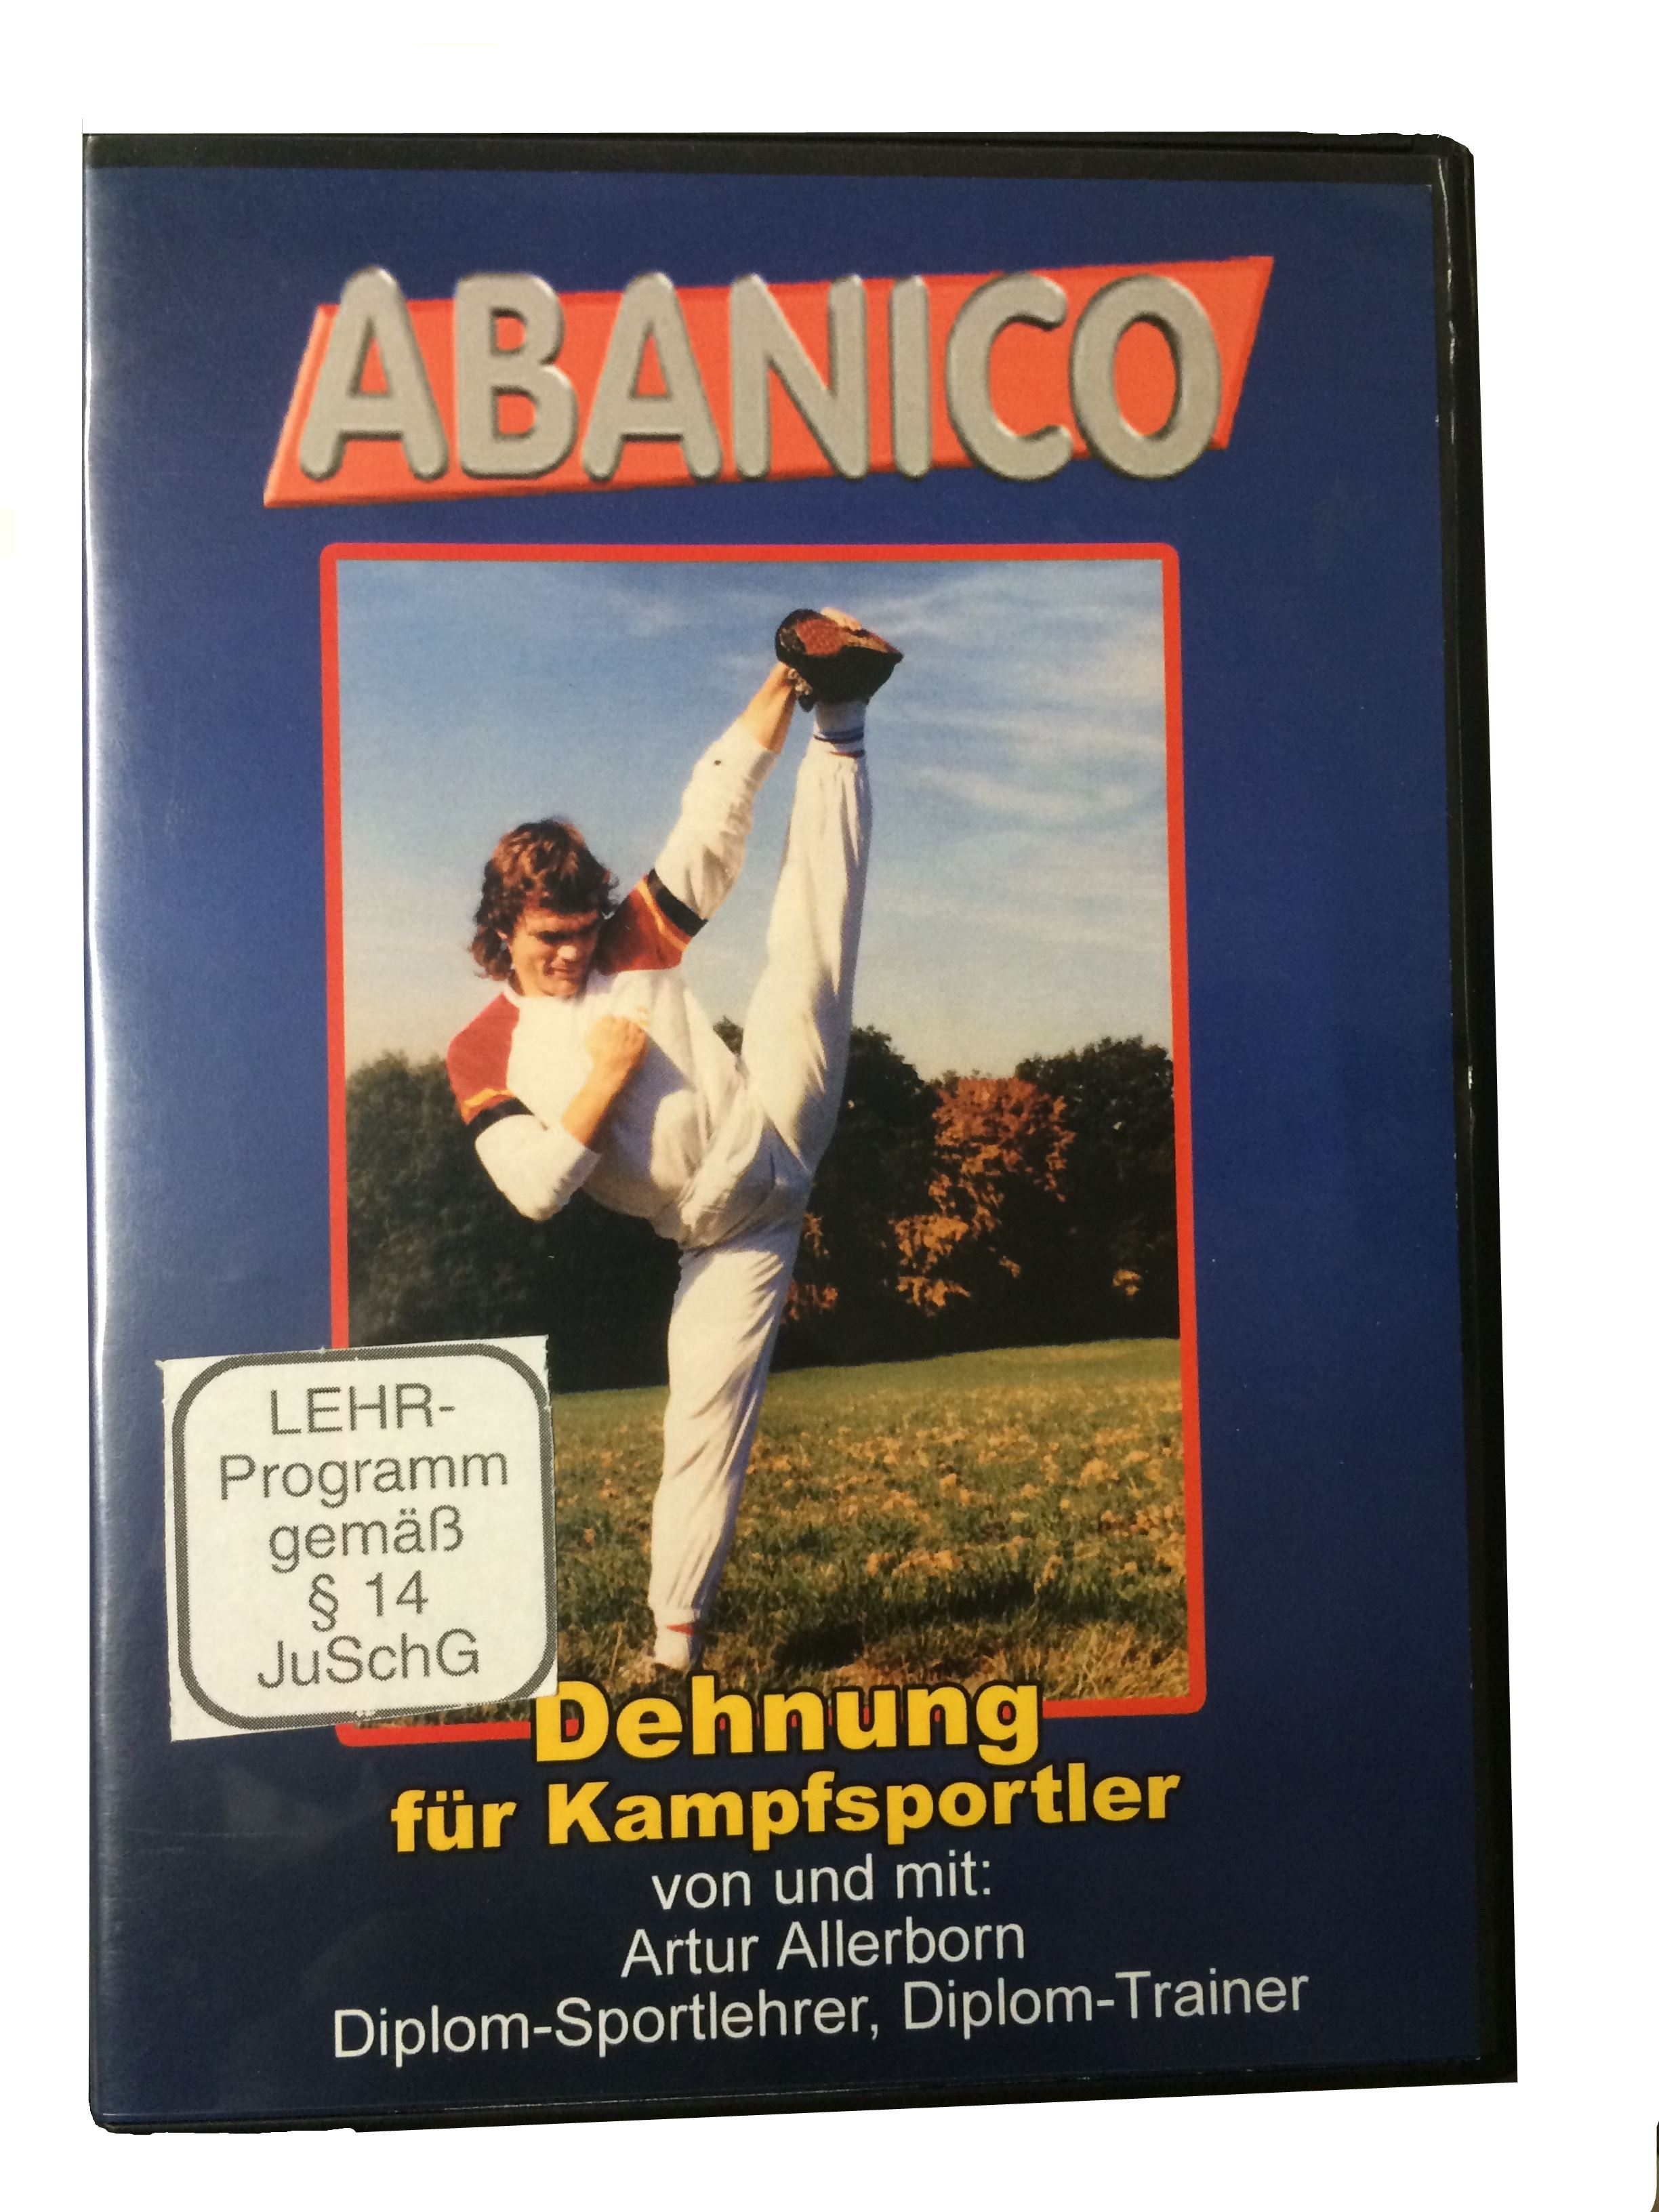 ABANICO
LEHR-
Programm
gemäß
§ 14
JuSchG
Dehnung
für Kampfsportler
von und mit:
Artur Allerborn
Diplom-Sportlehrer, Diplom-Trainer